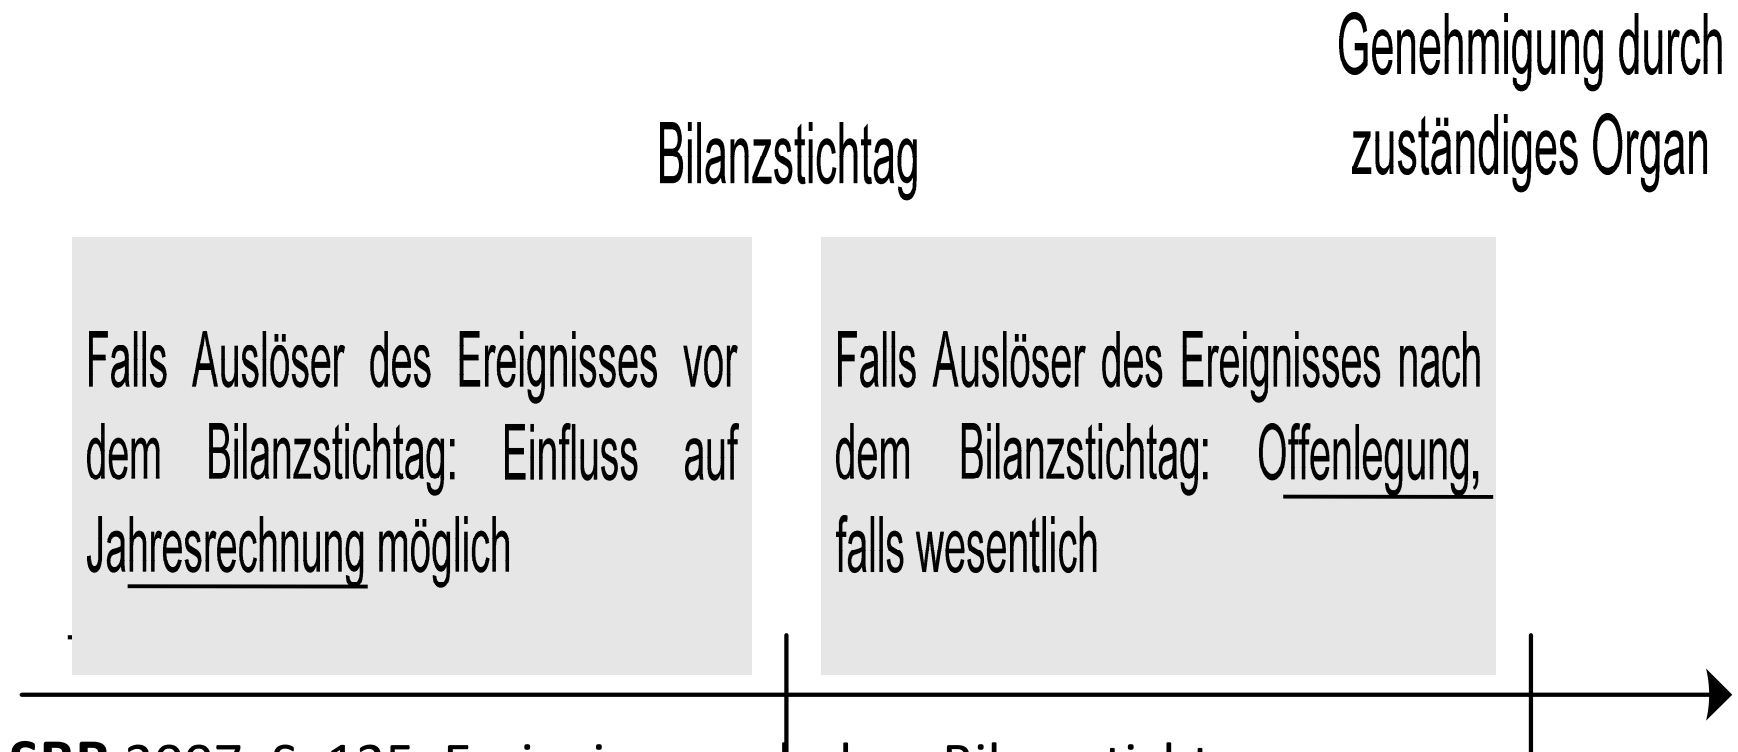 Genehmigung durch
zuständiges Organ
Bilanzstichtag
Falls Auslöser des Ereignisses vor
dem Bilanzstichtag: Einfluss auf
Jahresrechnung möglich
Falls Auslöser des Ereignisses nach
dem Bilanzstichtag: Offenlegung,
falls wesentlich